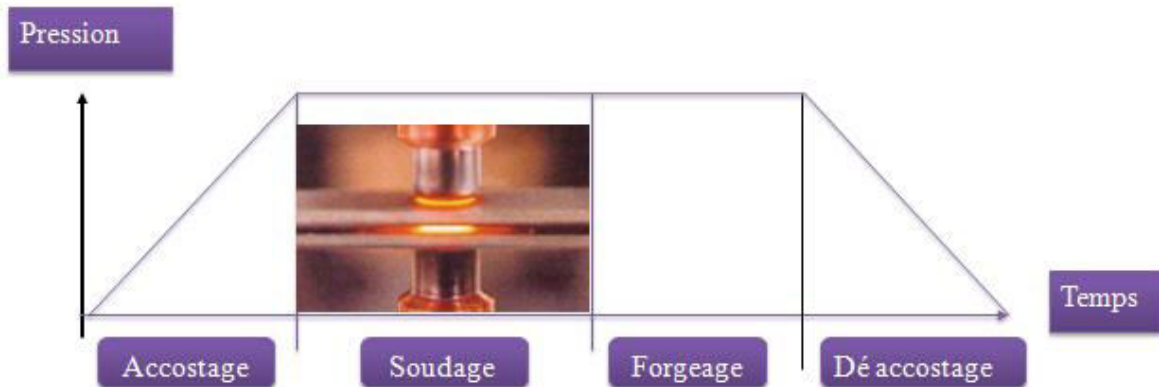 Pression
Temps
Accostage
Soudage
Forgeage
Dé accostage